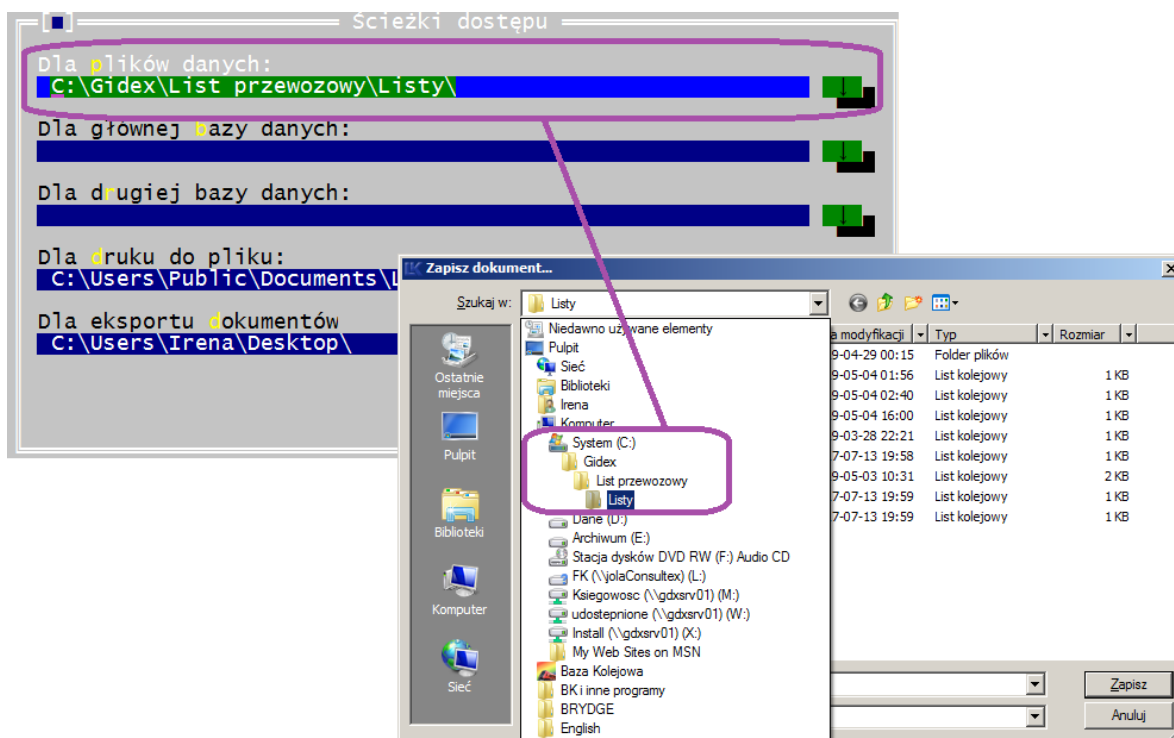 Ścieżki dostępu
Dla plików danych:
C:\Gidex\List przewozowy\Listy\
Dla głównej bazy danych:
Dla drugiej bazy danych:
Dla druku do pliku:
C:\Users\Public\Documents\L
Dla eksportu dokumentów
C:\Users\Irena\Desktop\
LK Zapisz dokument...
Szukaj w: Listy
Ostatnie miejsca
Pulpit
Biblioteki
Komputer
Sieć
Niedawno używane elementy
Pulpit
Sieć
Biblioteki
Irena
Komputer
System (C:)
Gidex
List przewozowy
Listy
Dane (D:)
Archiwum (E:)
Stacja dysków DVD RW (F:) Audio CD
FK (\\jolaConsultex) (L:)
Ksiegowosc (\\gdxsrv01) (M:)
udostepnione (\\gdxsrv01) (W:)
Install (\\gdxsrv01) (X:)
My Web Sites on MSN
Baza Kolejowa
BK i inne programy
BRYDGE
English
a modyfikacji Typ Rozmiar
9-04-29 00:15 Folder plików
9-05-04 01:56 List kolejowy 1 KB
9-05-04 02:40 List kolejowy 1 KB
9-05-04 16:00 List kolejowy 1 KB
9-03-28 22:21 List kolejowy 1 KB
7-07-13 19:58 List kolejowy 1 KB
9-05-03 10:31 List kolejowy 2 KB
7-07-13 19:59 List kolejowy 1 KB
7-07-13 19:59 List kolejowy 1 KB
Zapisz
Anuluj